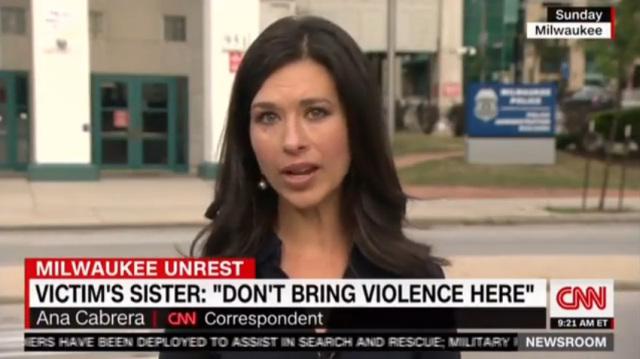 Sunday
Milwaukee
MILWAUKEE POLICE
MILWAUKEE UNREST
VICTIM'S SISTER: "DON'T BRING VIOLENCE HERE"
CNN
Ana Cabrera CNN Correspondent
9:21 AM ET
IERS HAVE BEEN DEPLOYED TO ASSIST IN SEARCH AND RESCUE; MILITARY
NEWSROOM